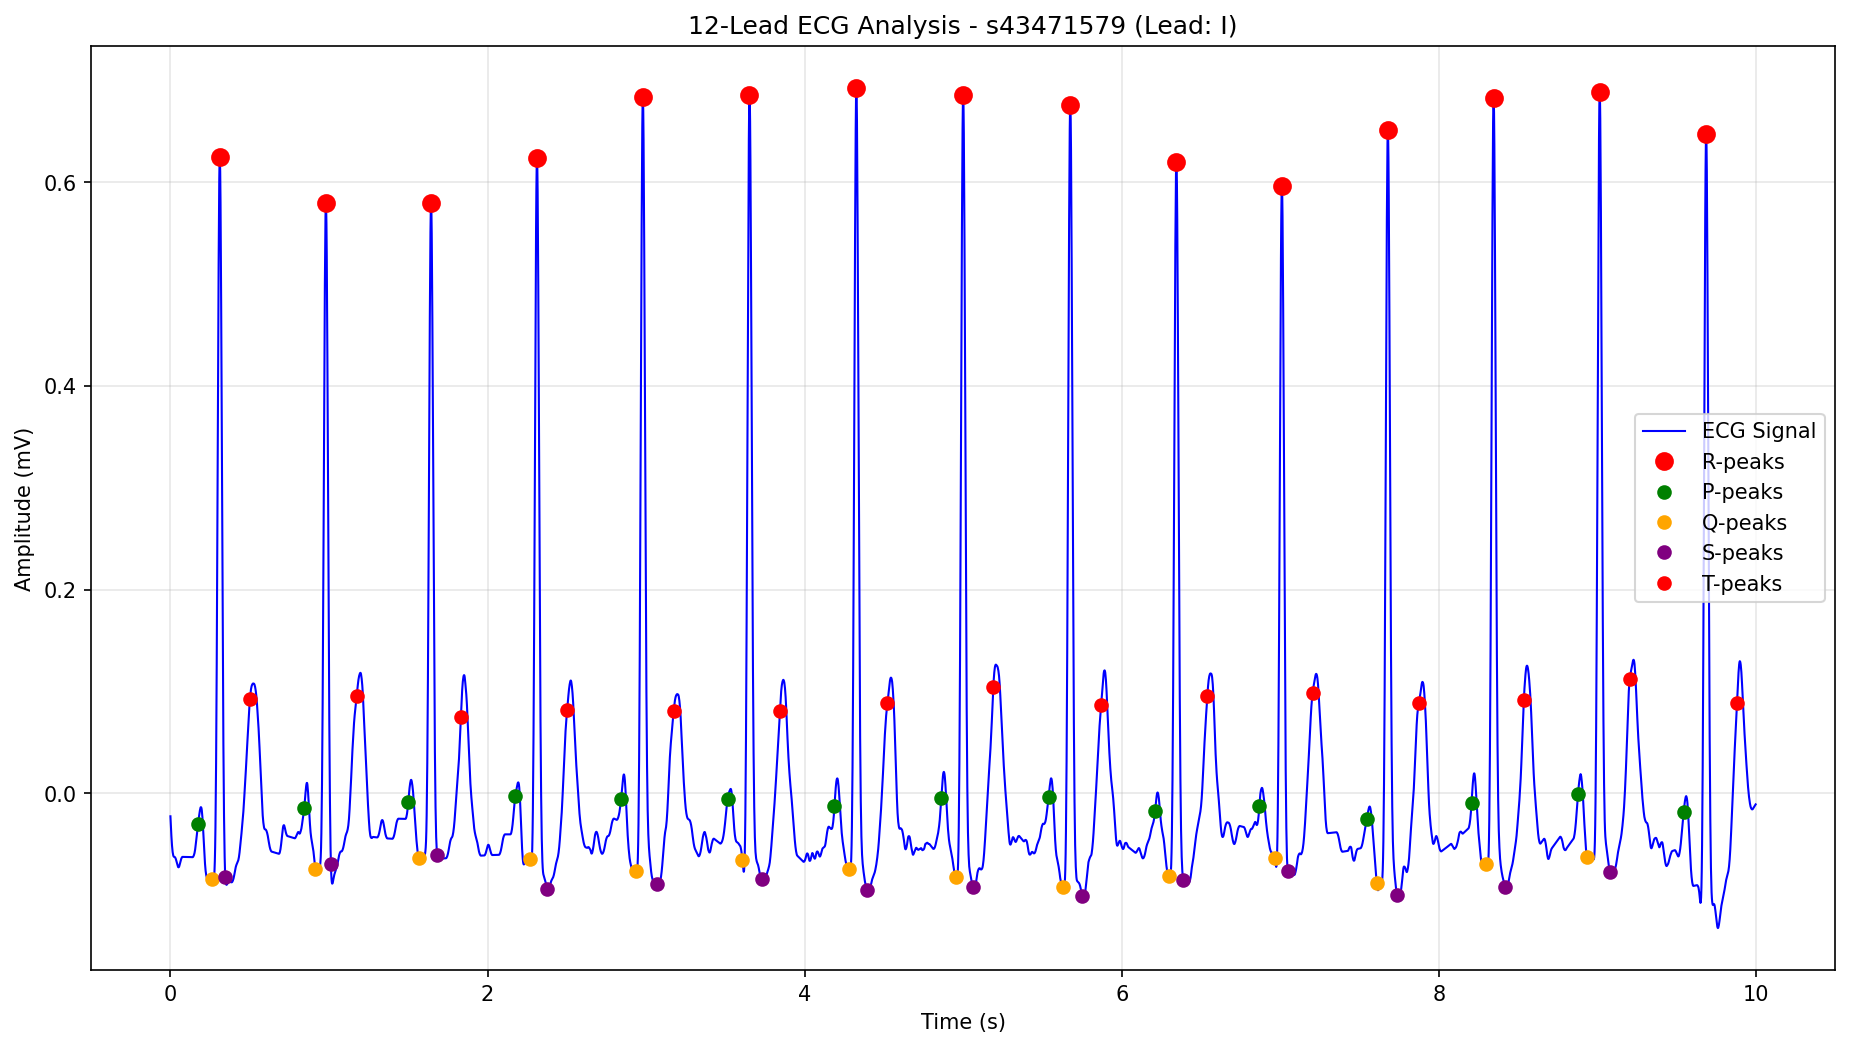 12-Lead ECG Analysis - s43471579 (Lead: I)
Amplitude (mV)
0.6
0.4
0.2
0.0
ECG Signal
R-peaks
P-peaks
Q-peaks
S-peaks
T-peaks
0 2 4 6 8 10
Time (s)